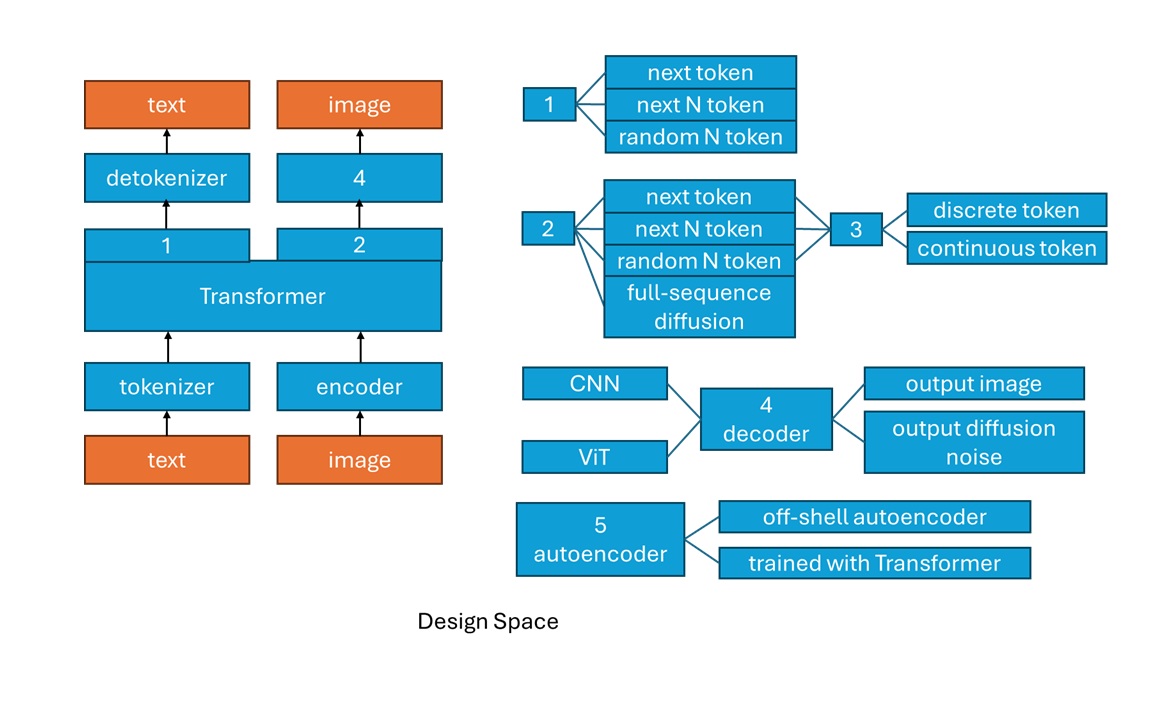 text
image
detokenizer
4
1
2
Transformer
tokenizer
encoder
text
image
1
next token
next N token
random N token
2
next token
next N token
random N token
full-sequence
diffusion
3
discrete token
continuous token
CNN
ViT
4
decoder
output image
output diffusion
noise
5
autoencoder
off-shell autoencoder
trained with Transformer
Design Space